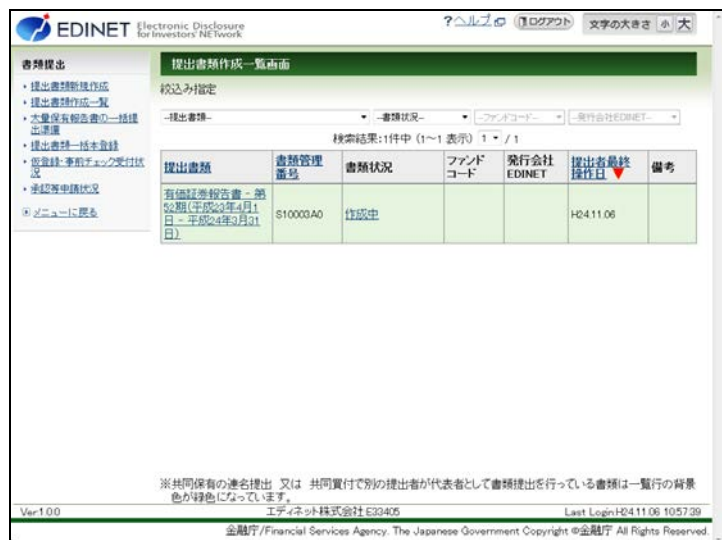 EDINET Electronic Disclosure
for Investors' NETwork
?ヘルプ ログアウト 文字の大きさ 小 大
書類提出
・提出書類新規作成
・提出書類作成一覧
・大量保有報告書の一括提
出準備
・提出書類一括本登録
・仮登録・事前チェック受付状
況
・承認等申請状況
メニューに戻る
提出書類作成一覧画面
絞込み指定
--提出書類-- --書類状況-- --ファンドコード-- --発行会社EDINET--
検索結果:1件中 (1~1 表示) 1 / 1
提出書類 書類管理番号 書類状況 ファンドコード 発行会社EDINET 提出者最終操作日▼ 備考
有価証券報告書 - 第
52期(平成23年4月1
日 - 平成24年3月31
日)
S10003A0 作成中 H24.11.06
※共同保有の連名提出 又は 共同買付で別の提出者が代表者として書類提出を行っている書類は一覧行の背景
色が緑色になっています。
Ver.1.0.0 エディネット株式会社 E33405 Last Login:H24.11.06 10:57:39
金融庁/Financial Services Agency. The Japanese Government Copyright ©金融庁 All Rights Reserved.